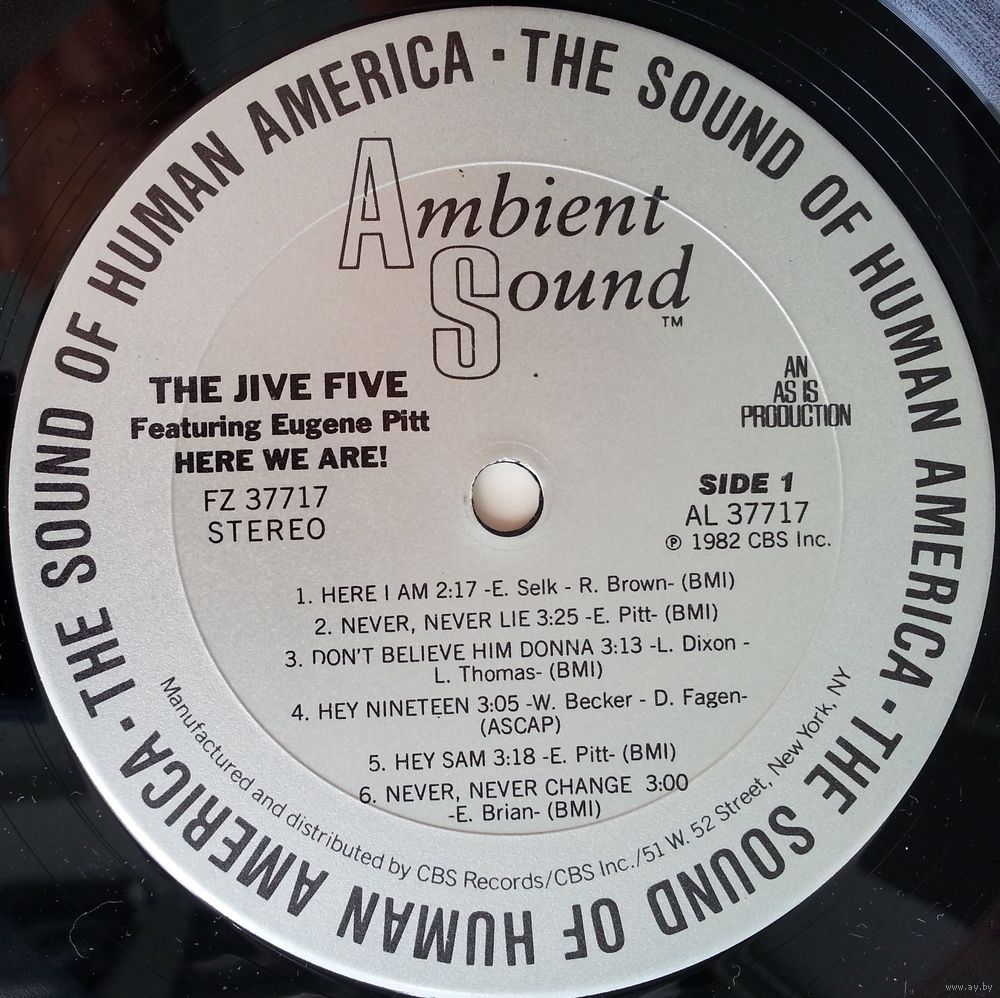 THE SOUND OF HUMAN AMERICA · THE SOUND OF HUMAN AMERICA · THE SOUND OF HUMAN AMERICA ·
Ambient
Sound
TM
THE JIVE FIVE
Featuring Eugene Pitt
HERE WE ARE!
FZ 37717
STEREO
AN
AS IS
PRODUCTION
SIDE 1
AL 37717
℗ 1982 CBS Inc.
1. HERE I AM 2:17 -E. Selk - R. Brown- (BMI)
2. NEVER, NEVER LIE 3:25 -E. Pitt- (BMI)
3. DON'T BELIEVE HIM DONNA 3:13 -L. Dixon -
L. Thomas- (BMI)
4. HEY NINETEEN 3:05 -W. Becker - D. Fagen-
(ASCAP)
5. HEY SAM 3:18 -E. Pitt- (BMI)
6. NEVER, NEVER CHANGE 3:00
-E. Brian- (BMI)
Manufactured and distributed by CBS Records/CBS Inc./51 W. 52 Street, New York, NY
www.ay.by